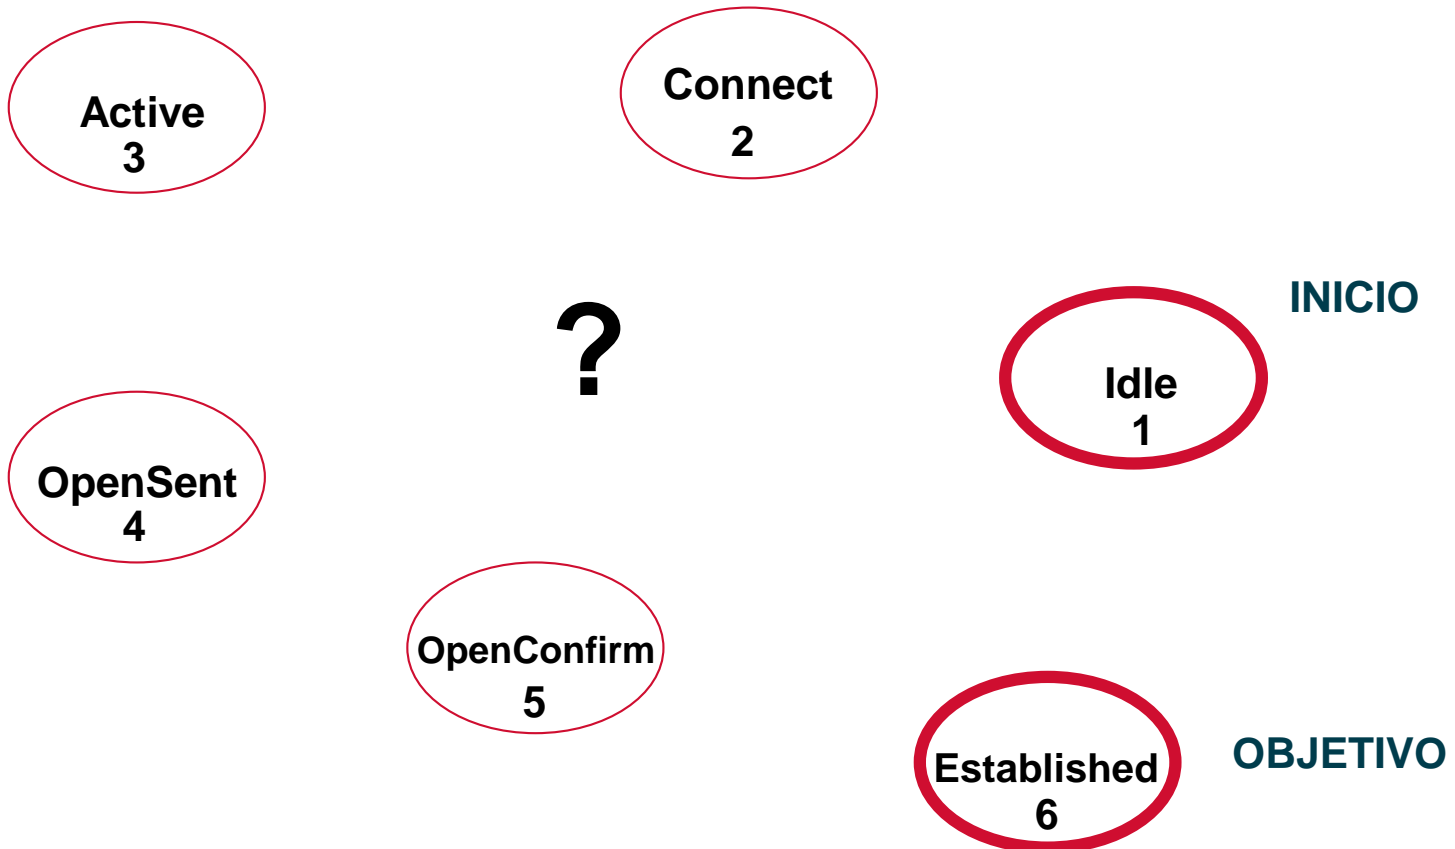 Active
3
Connect
2
?
INICIO
Idle
1
OpenSent
4
OpenConfirm
5
Established
6
OBJETIVO